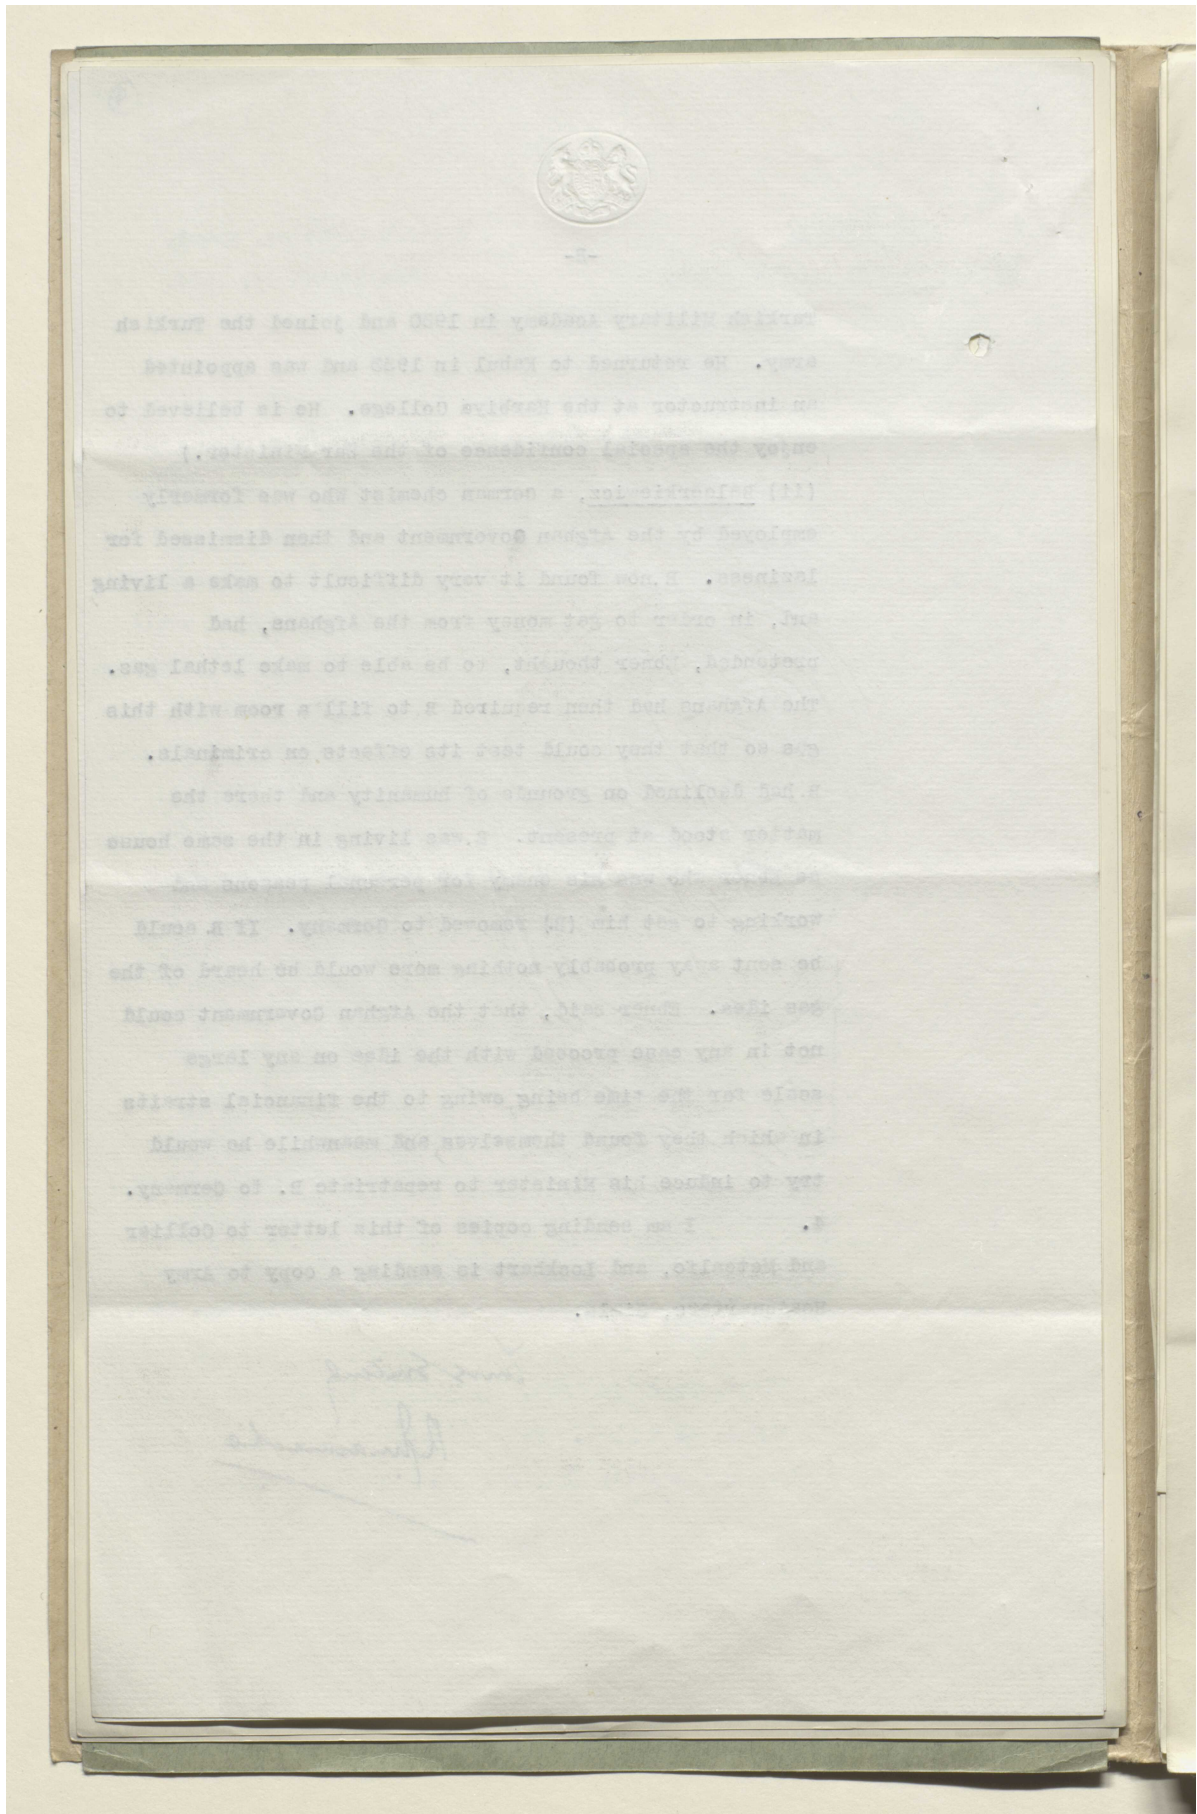 -2-
Turkish Military Academy in 1920 and joined the Turkish
army. He returned to Kabul in 1922 and was appointed
an instructor at the Harbiya College. He is believed to
enjoy the special confidence of the War Minister.)
(ii) a German chemist who was formerly
employed by the Afghan Government and then dismissed for
laziness. B.now found it very difficult to make a living
and, in order to get money from the Afghans, had
pretended, thought, to be able to make lethal gas.
The Afghans had then required B.to fill a room with this
gas so that they could test its effects on criminals.
B.had declined on grounds of humanity and there the
matter stood at present. B.was living in the same house
as who was his enemy for personal reasons and
working to get him (B) removed to Germany. If B.could
be sent away probably nothing more would be heard of the
gas idea. said, that the Afghan Government could
not in any case proceed with the idea on any large
scale for the time being,owing to the financial straits
in which they found themselves,and meanwhile he would
try to induce his Minister to repatriate B. to Germany.
4. I am sending copies of this letter to Collier
and Metcalfe, and Lockhart is sending a copy to Army
Yours